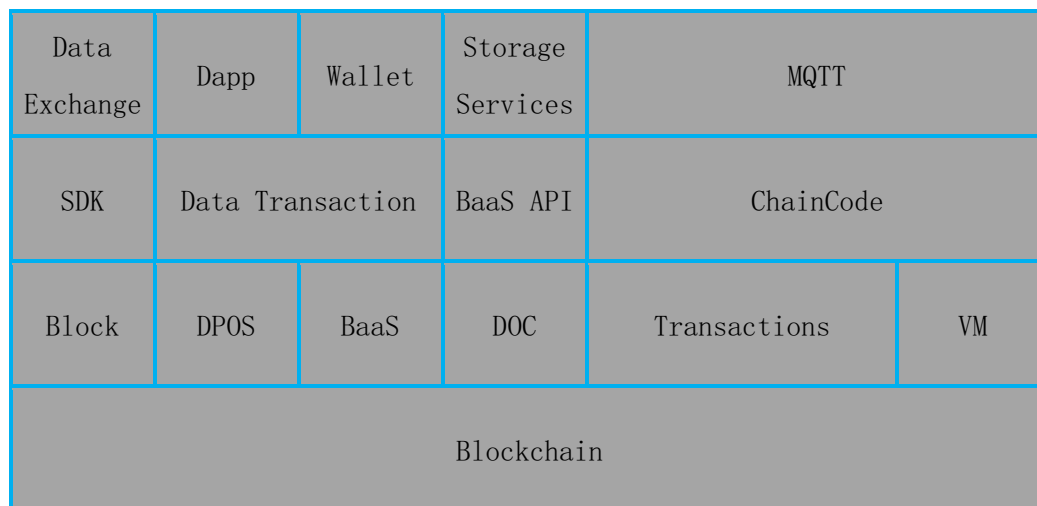 Data
Exchange
Dapp
Wallet
Storage
Services
MQTT
SDK
Data Transaction
BaaS API
ChainCode
Block
DPOS
BaaS
DOC
Transactions
VM
Blockchain